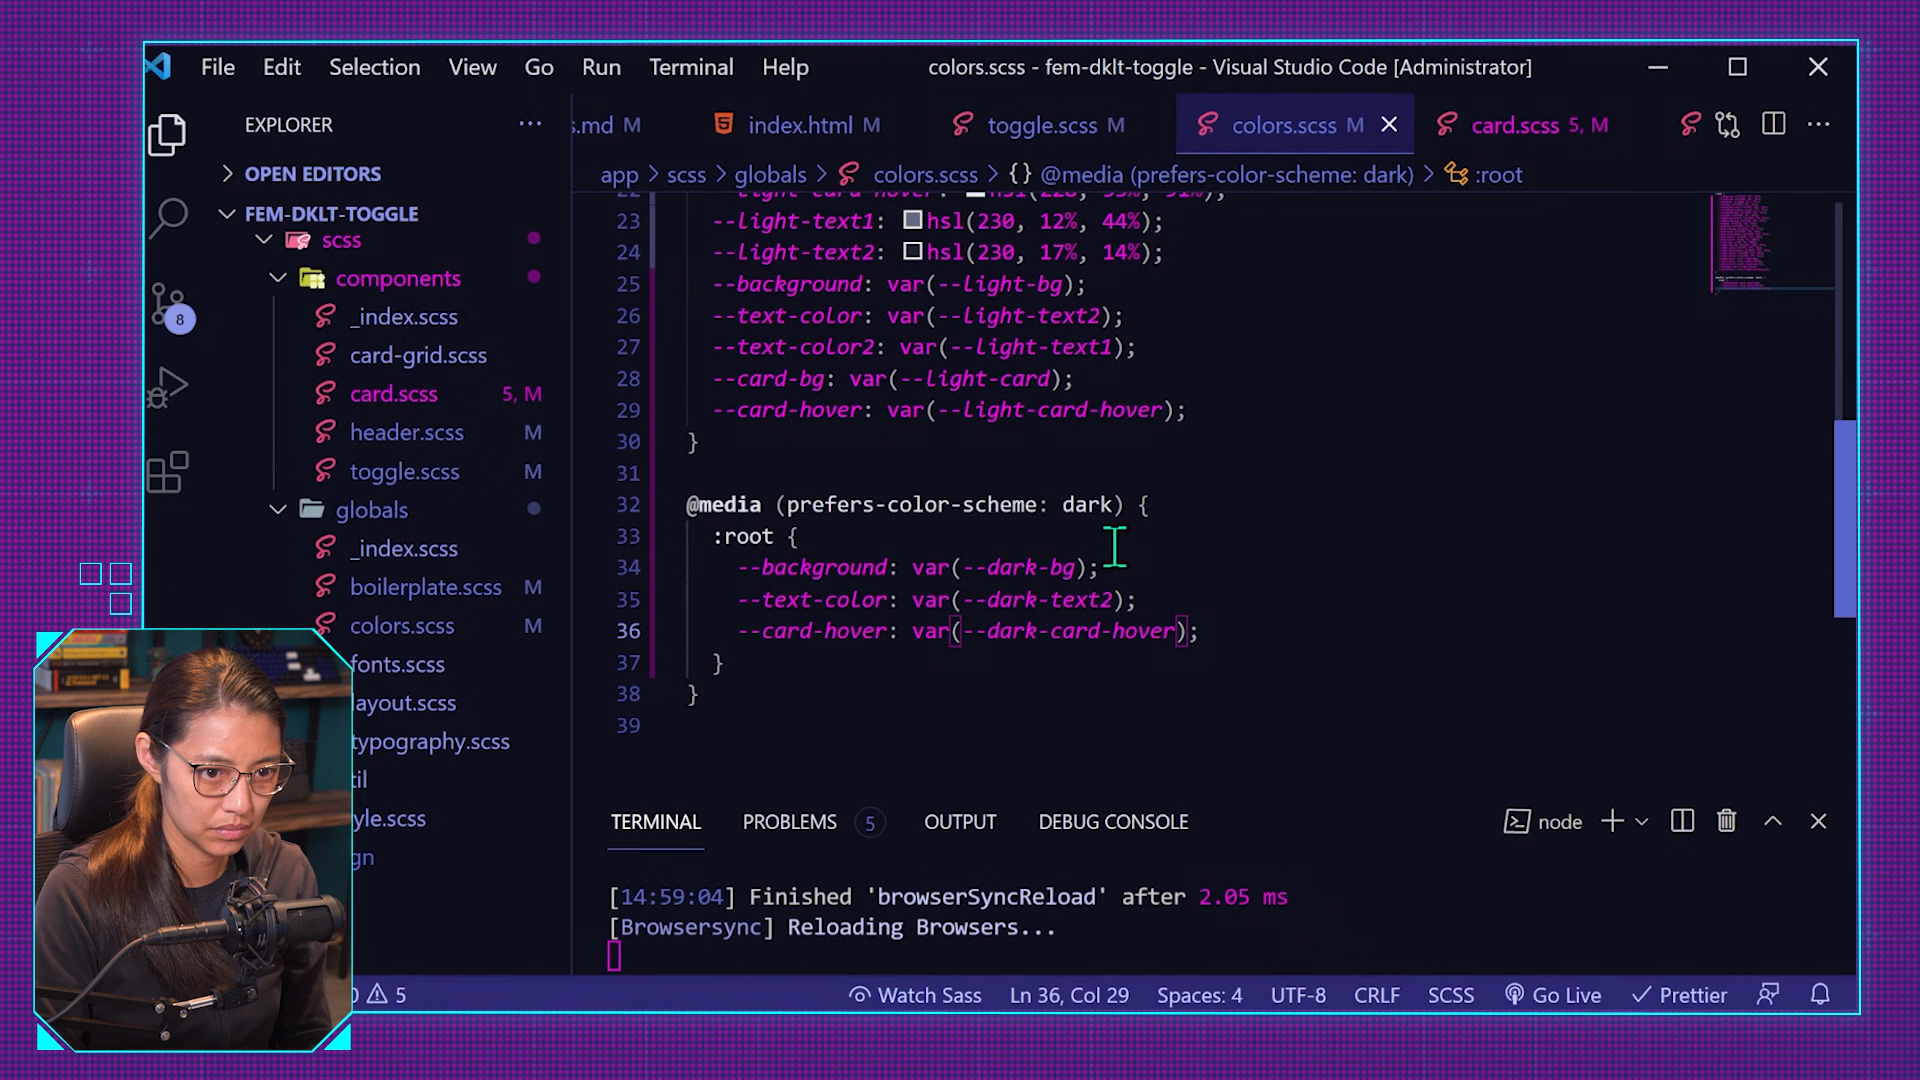 File Edit Selection View Go Run Terminal Help colors.scss - fem-dklt-toggle - Visual Studio Code [Administrator]
EXPLORER
s.md M index.html M toggle.scss M colors.scss M card.scss 5, M
OPEN EDITORS
app > scss > globals > colors.scss > {} @media (prefers-color-scheme: dark) > :root
FEM-DKLT-TOGGLE
scss
components
_index.scss
card-grid.scss
card.scss 5, M
header.scss M
toggle.scss M
globals
_index.scss
boilerplate.scss M
colors.scss M
fonts.scss
layout.scss
typography.scss
til
yle.scss
gn
8
23 --light-text1: hsl(230, 12%, 44%);
24 --light-text2: hsl(230, 17%, 14%);
25 --background: var(--light-bg);
26 --text-color: var(--light-text2);
27 --text-color2: var(--light-text1);
28 --card-bg: var(--light-card);
29 --card-hover: var(--light-card-hover);
30 }
31
32 @media (prefers-color-scheme: dark) {
33 :root {
34 --background: var(--dark-bg);
35 --text-color: var(--dark-text2);
36 --card-hover: var(--dark-card-hover);
37 }
38 }
39
TERMINAL PROBLEMS 5 OUTPUT DEBUG CONSOLE node
[14:59:04] Finished 'browserSyncReload' after 2.05 ms
[Browsersync] Reloading Browsers...
5 Watch Sass Ln 36, Col 29 Spaces: 4 UTF-8 CRLF SCSS Go Live Prettier